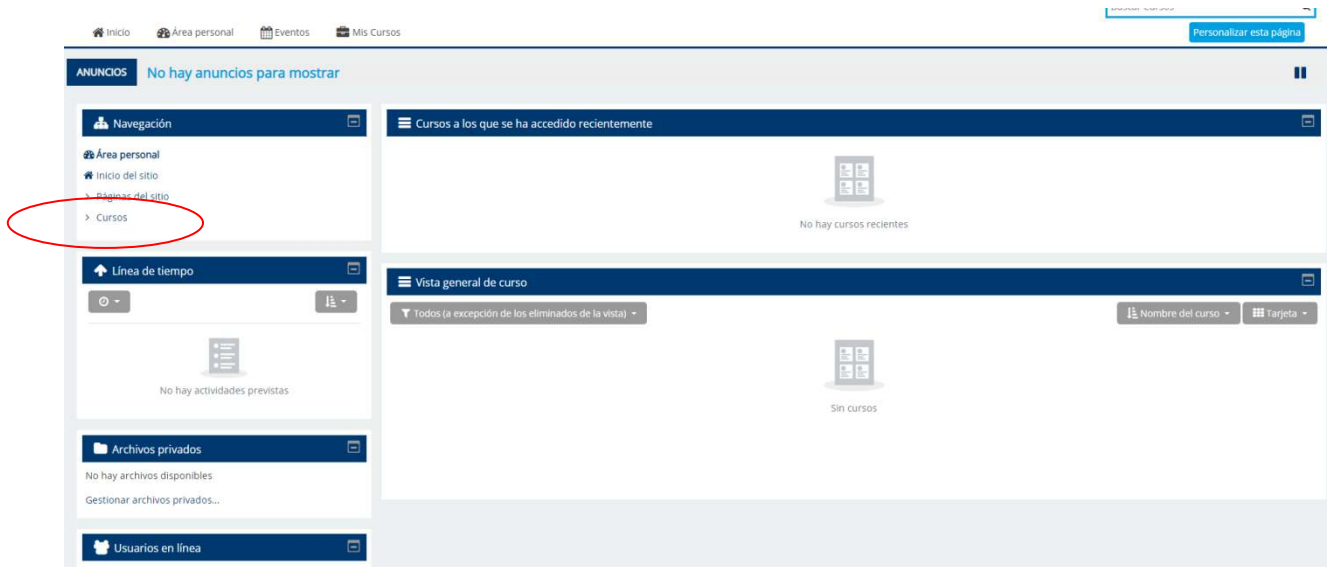 Inicio Área personal Eventos Mis Cursos
Personalizar esta página
ANUNCIOS No hay anuncios para mostrar
Navegación
Área personal
Inicio del sitio
Páginas del sitio
Cursos
Línea de tiempo
No hay actividades previstas
Archivos privados
No hay archivos disponibles
Gestionar archivos privados...
Usuarios en línea
Cursos a los que se ha accedido recientemente
No hay cursos recientes
Vista general de curso
Todos (a excepción de los eliminados de la vista) Nombre del curso Tarjeta
Sin cursos